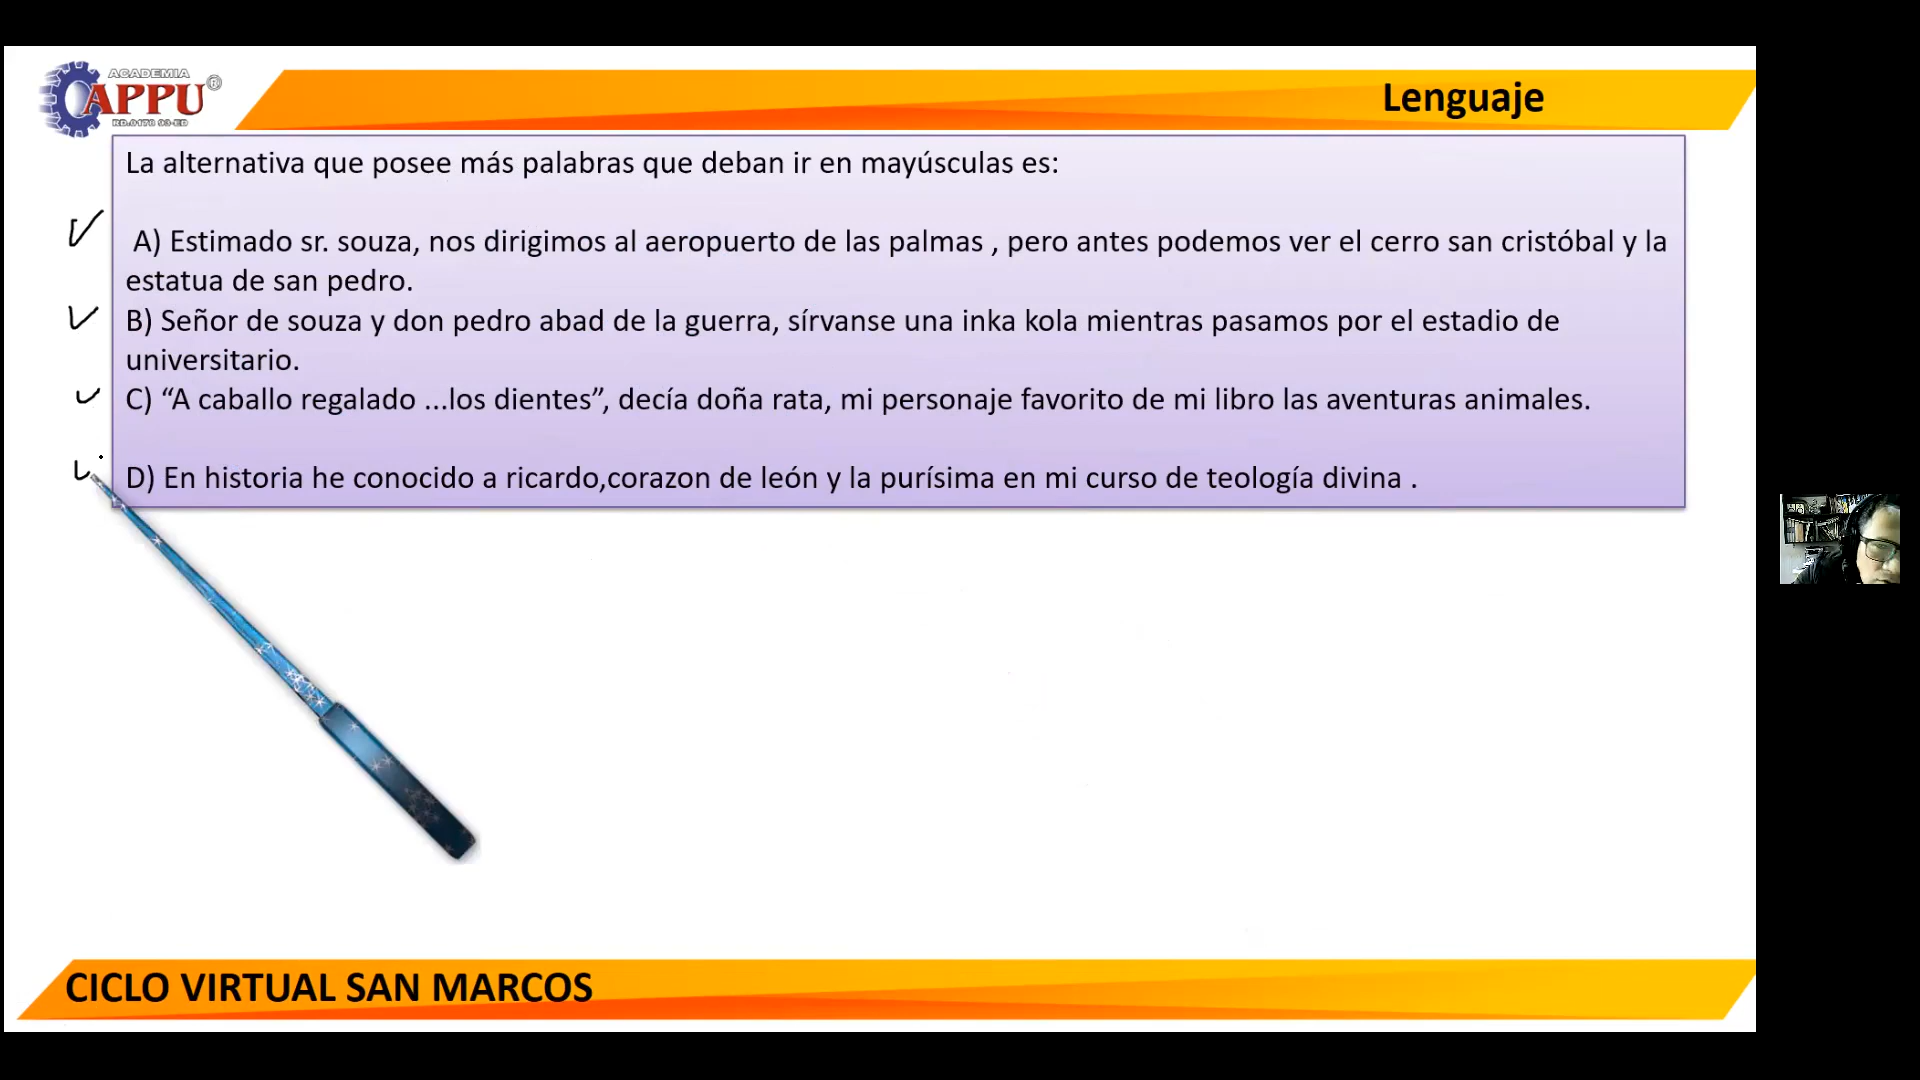 ACADEMIA
APPU®
RD.0170 93-ED
Lenguaje
La alternativa que posee más palabras que deban ir en mayúsculas es:
A) Estimado sr. souza, nos dirigimos al aeropuerto de las palmas , pero antes podemos ver el cerro san cristóbal y la
estatua de san pedro.
B) Señor de souza y don pedro abad de la guerra, sírvanse una inka kola mientras pasamos por el estadio de
universitario.
C) “A caballo regalado ...los dientes”, decía doña rata, mi personaje favorito de mi libro las aventuras animales.
D) En historia he conocido a ricardo,corazon de león y la purísima en mi curso de teología divina .
CICLO VIRTUAL SAN MARCOS